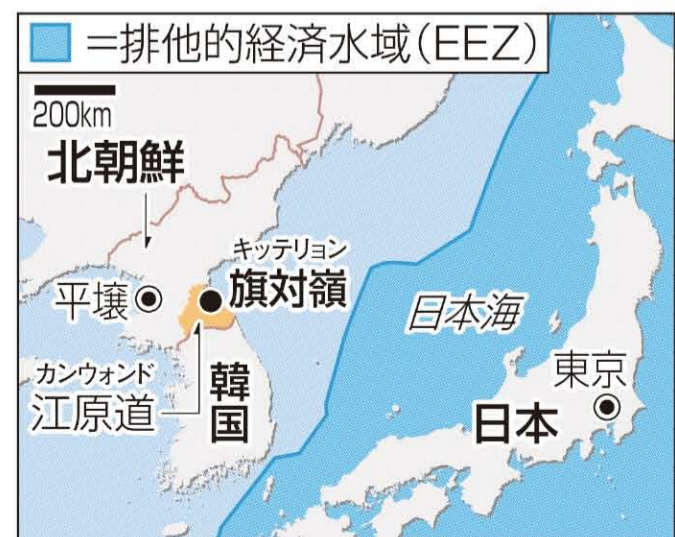 =排他的経済水域(EEZ)
200km
北朝鮮
キッテリョン
旗対嶺
平壌
日本海
カンウォンド
江原道
韓国
東京
日本